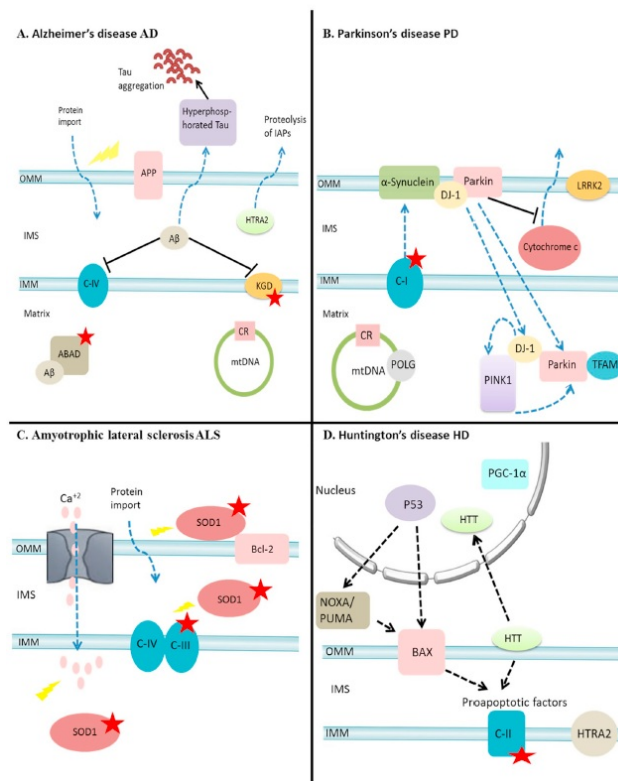 A. Alzheimer's disease AD
Tau
aggregation
Protein
import
Hyperphosp-
horated Tau
Proteolysis
of IAPs
APP
OMM
HTRA2
IMS
Aβ
C-IV
KGD
IMM
Matrix
ABAD
Aβ
CR
mtDNA
B. Parkinson's disease PD
α-Synuclein
Parkin
DJ-1
LRRK2
OMM
IMS
Cytochrome c
C-I
IMM
Matrix
CR
mtDNA
POLG
DJ-1
PINK1
Parkin
TFAM
C. Amyotrophic lateral sclerosis ALS
Ca+2
Protein
import
SOD1
Bcl-2
OMM
IMS
SOD1
C-IV
C-III
IMM
SOD1
D. Huntington's disease HD
PGC-1α
Nucleus
P53
HTT
NOXA/
PUMA
BAX
HTT
OMM
IMS
Proapoptotic factors
C-II
HTRA2
IMM